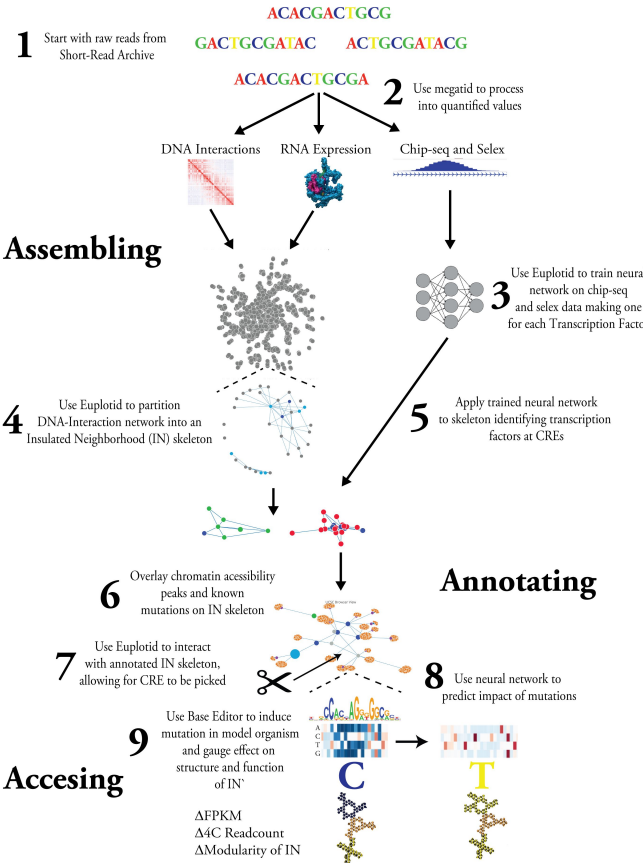 ACACGACTGCG
1
Start with raw reads from
Short-Read Archive
GACTGCGATAC
ACTGCGATACG
ACACGACTGCGA
2
Use megatid to process
into quantified values
DNA Interactions
RNA Expression
Chip-seq and Selex
Assembling
3
Use Euplotid to train neura
network on chip-seq
and selex data making one
for each Transcription Facto
4
Use Euplotid to partition
DNA-Interaction network into an
Insulated Neighborhood (IN) skeleton
5
Apply trained neural network
to skeleton identifying transcription
factors at CREs
6
Overlay chromatin acessibility
peaks and known
mutations on IN skeleton
Annotating
7
Use Euplotid to interact
with annotated IN skeleton,
allowing for CRE to be picked
8
Use neural network to
predict impact of mutations
9
Use Base Editor to induce
mutation in model organism
and gauge effect on
structure and function
of IN'
A
C
T
G
Accesing
C
T
ΔFPKM
Δ4C Readcount
ΔModularity of IN